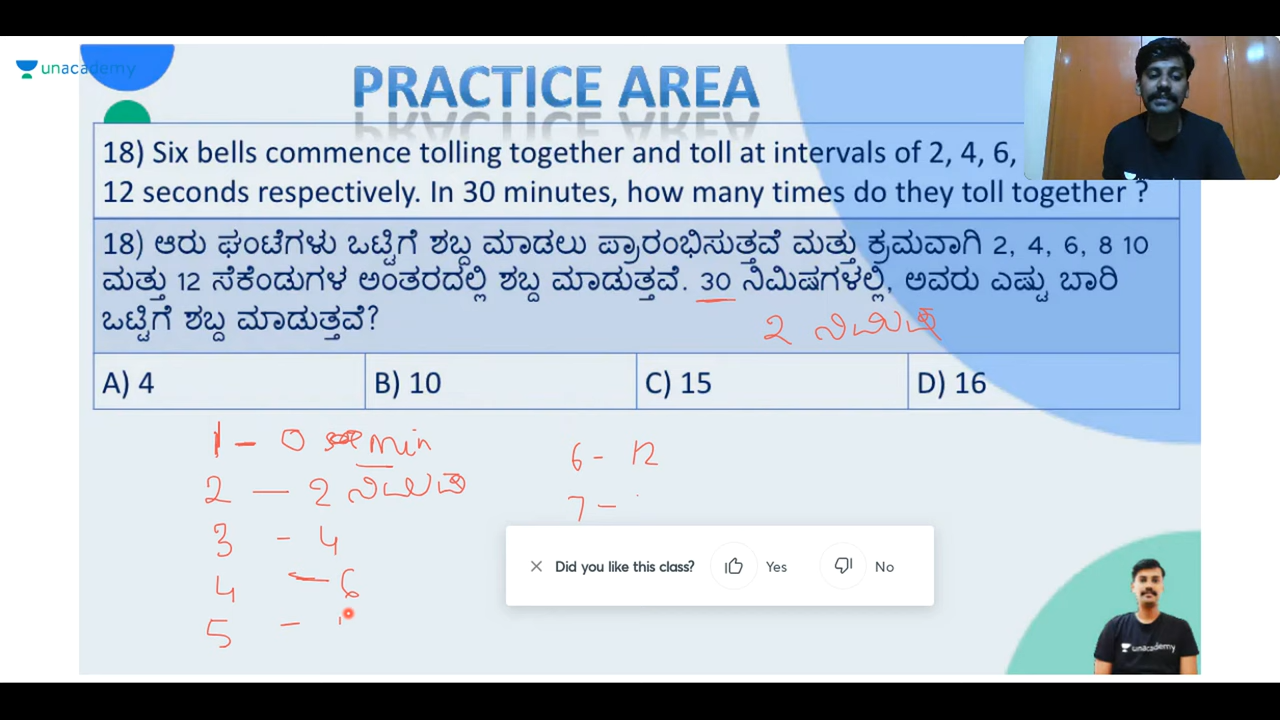 unacademy
PRACTICE AREA
18) Six bells commence tolling together and toll at intervals of 2, 4, 6,
12 seconds respectively. In 30 minutes, how many times do they toll together ?
18) ಆರು ಘಂಟೆಗಳು ಒಟ್ಟಿಗೆ ಶಬ್ದ ಮಾಡಲು ಪ್ರಾರಂಭಿಸುತ್ತವೆ ಮತ್ತು ಕ್ರಮವಾಗಿ 2, 4, 6, 8 10
ಮತ್ತು 12 ಸೆಕೆಂಡುಗಳ ಅಂತರದಲ್ಲಿ ಶಬ್ದ ಮಾಡುತ್ತವೆ. 30 ನಿಮಿಷಗಳಲ್ಲಿ, ಅವರು ಎಷ್ಟು ಬಾರಿ
ಒಟ್ಟಿಗೆ ಶಬ್ದ ಮಾಡುತ್ತವೆ?
2 ನಿಮಿಷ
A) 4 B) 10 C) 15 D) 16
1 - 0 min
2 — 2 ನಿಮಿಷ
3 - 4
4 — 6
5 -
6 - 12
7 -
Did you like this class? Yes No
unacademy